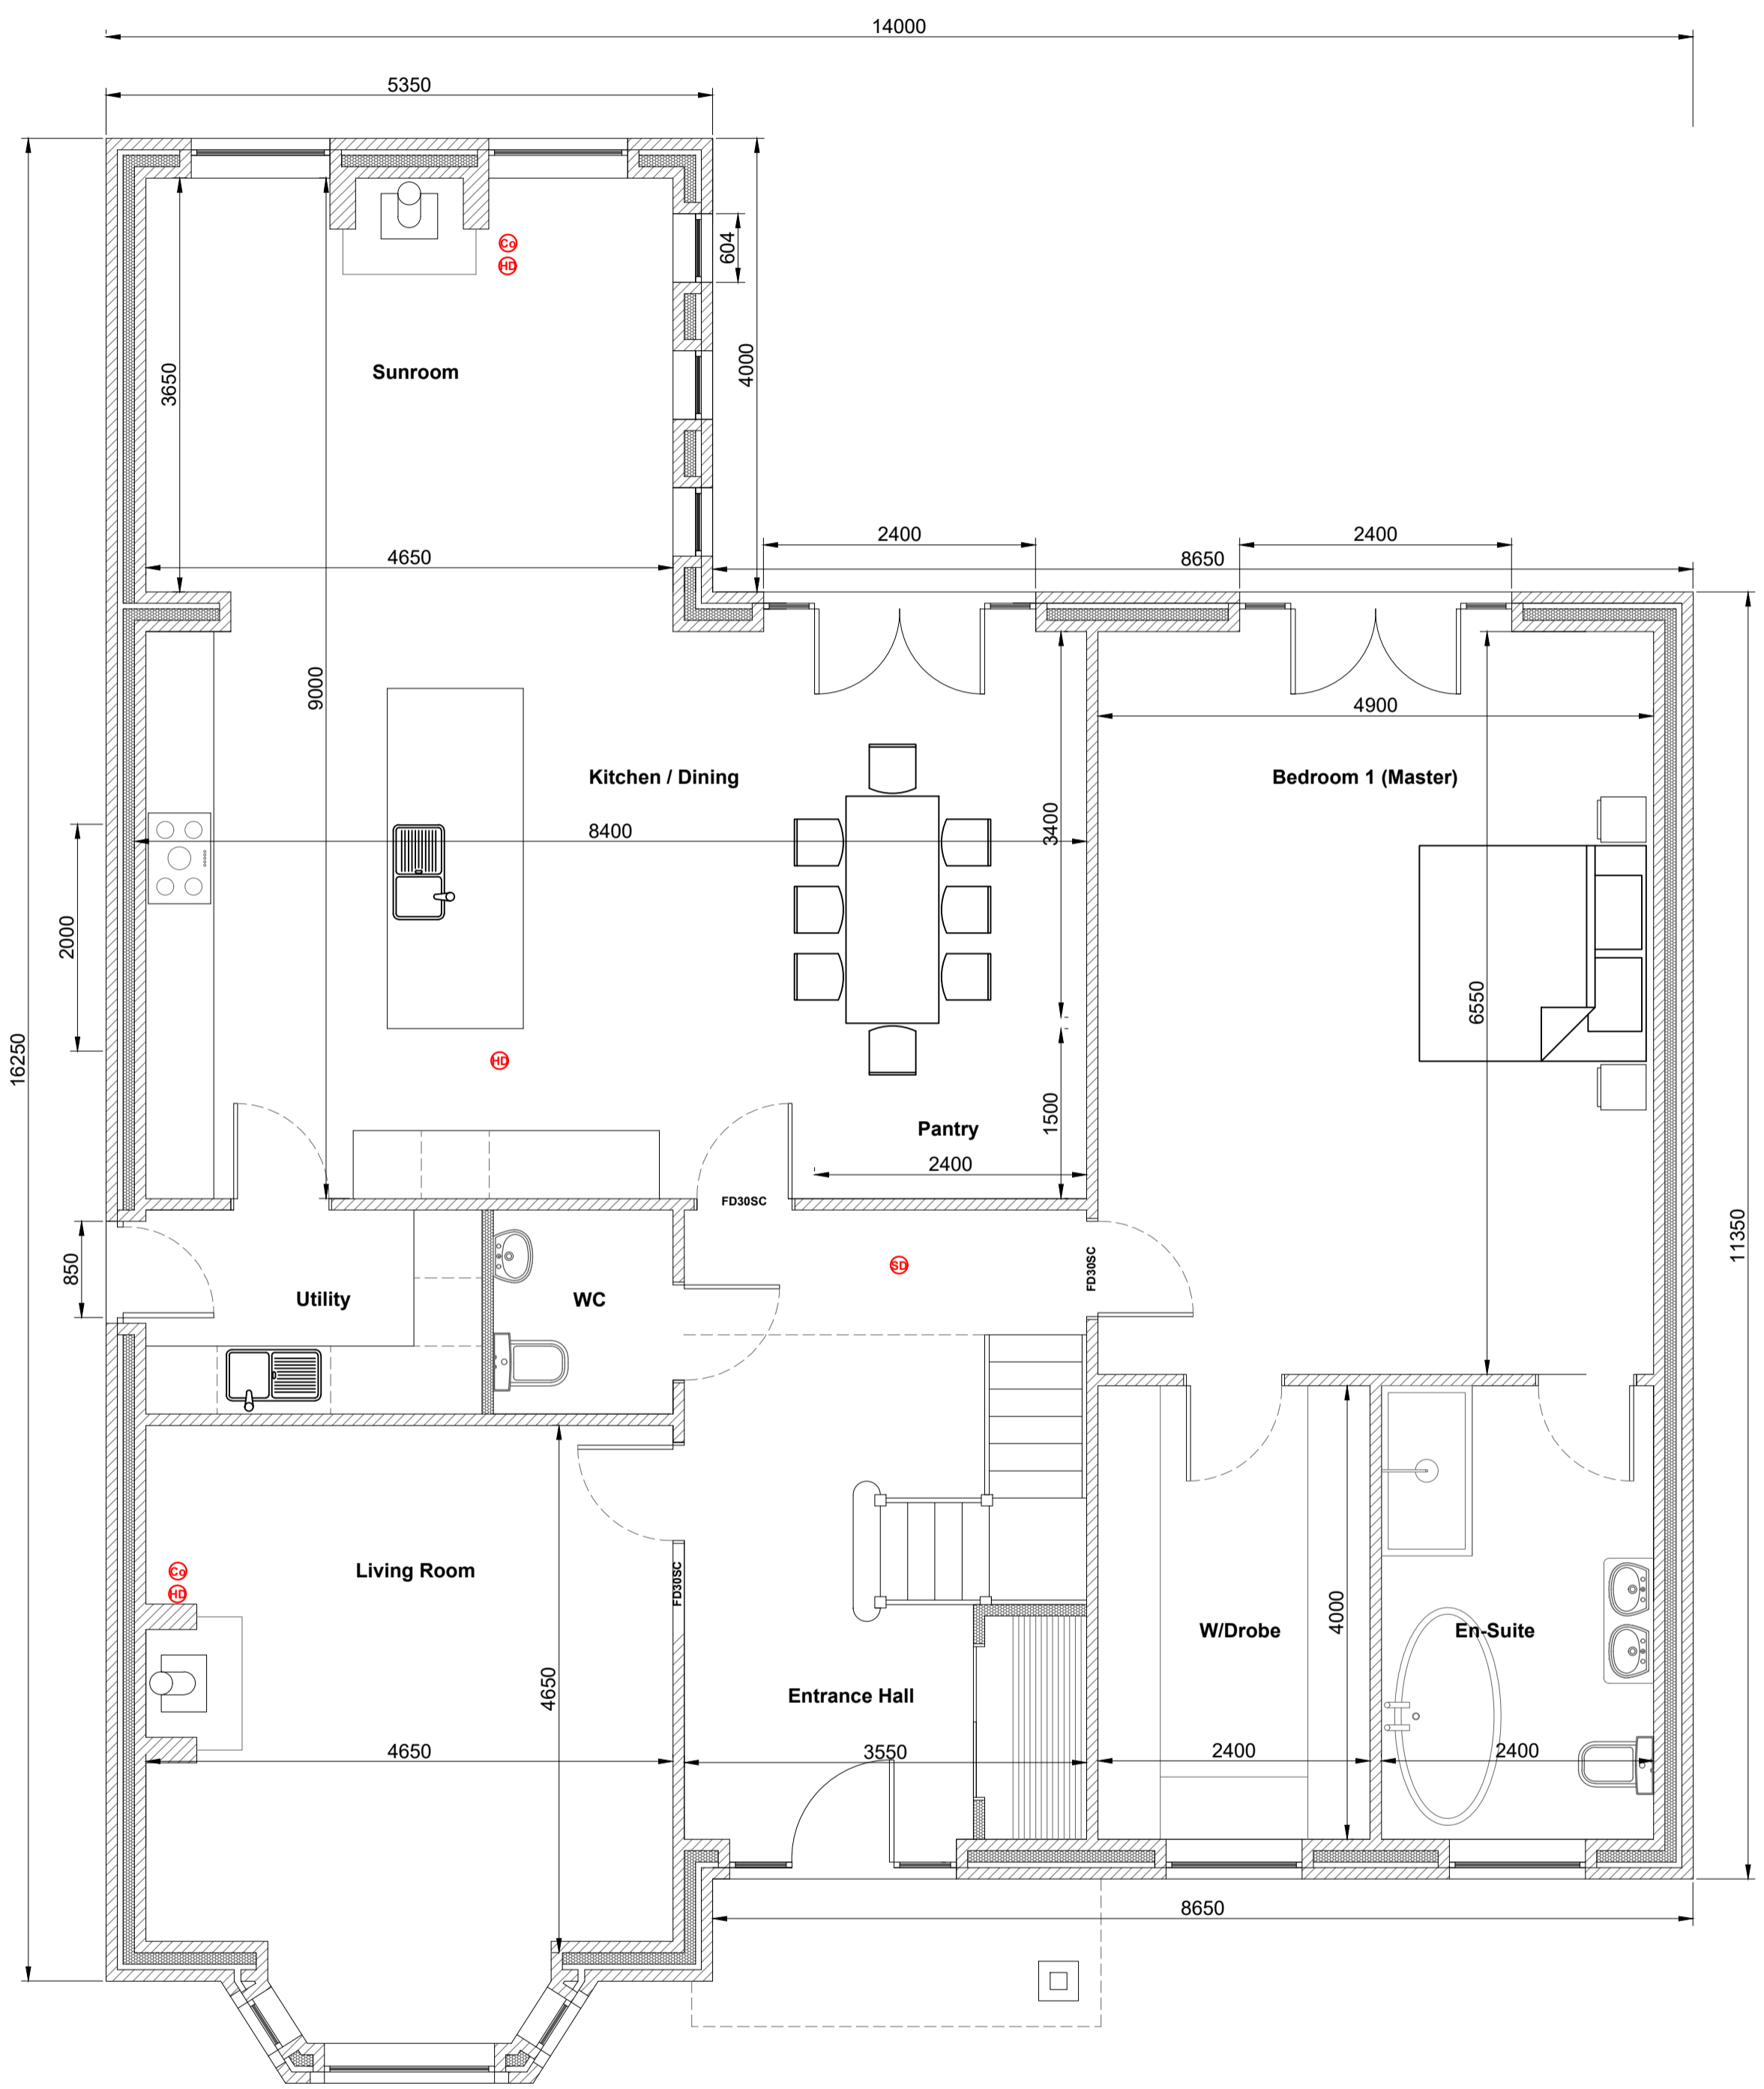 14000
5350
604
Co
HD
Sunroom
3650
4000
4650
2400
2400
8650
9000
4900
Kitchen / Dining
Bedroom 1 (Master)
8400
3400
2000
6550
16250
HD
1500
Pantry
2400
FD30SC
11350
850
SD
FD30SC
Utility
WC
Co
HD
Living Room
FD30SC
4000
W/Drobe
En-Suite
4650
Entrance Hall
4650
3550
2400
2400
8650